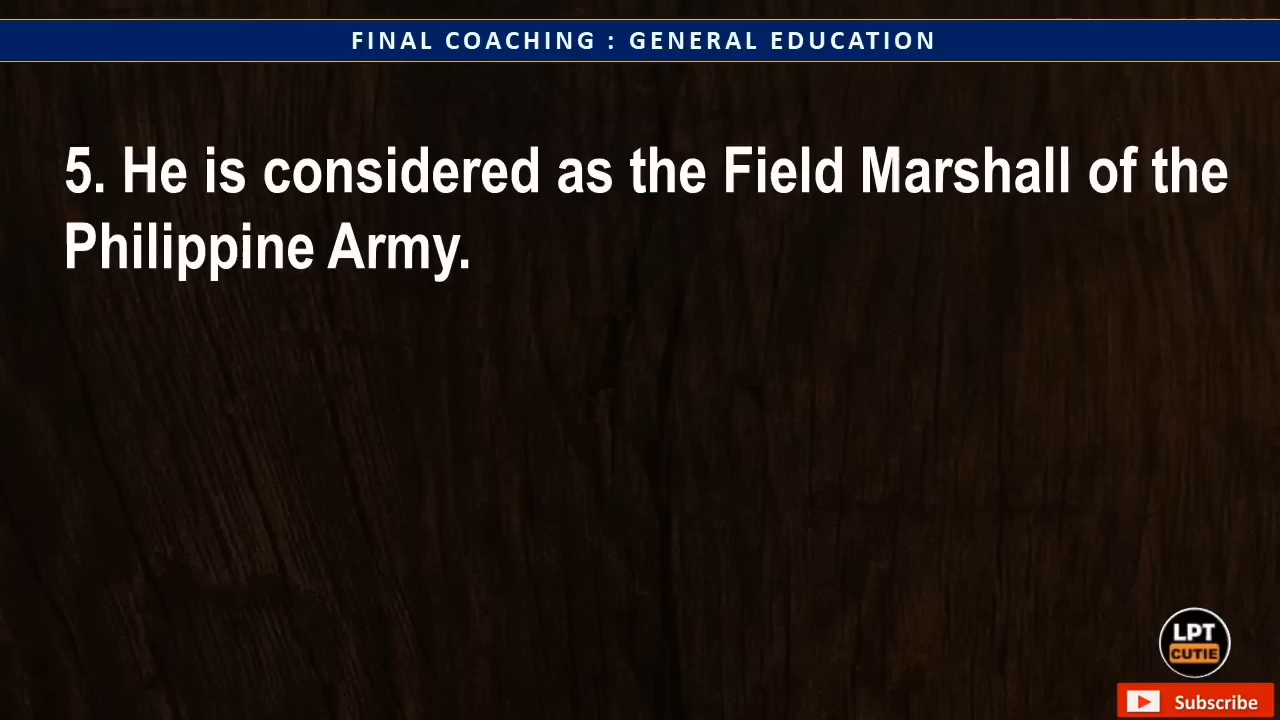 FINAL COACHING : GENERAL EDUCATION
5. He is considered as the Field Marshall of the
Philippine Army.
LPT
CUTIE
Subscribe